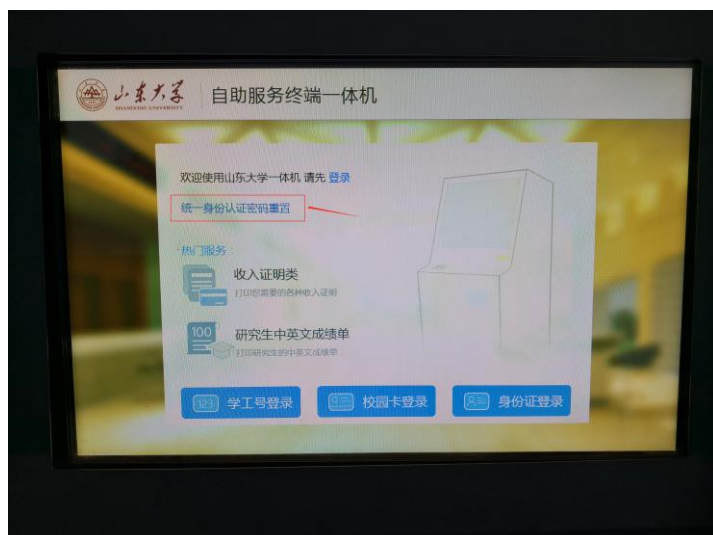 山东大学
SHANDONG UNIVERSITY
自助服务终端一体机
欢迎使用山东大学一体机 请先 登录
统一身份认证密码重置
热门服务
收入证明类
打印您需要的各种收入证明
100
研究生中英文成绩单
打印研究生的中英文成绩单
123 学工号登录
校园卡登录
身份证登录